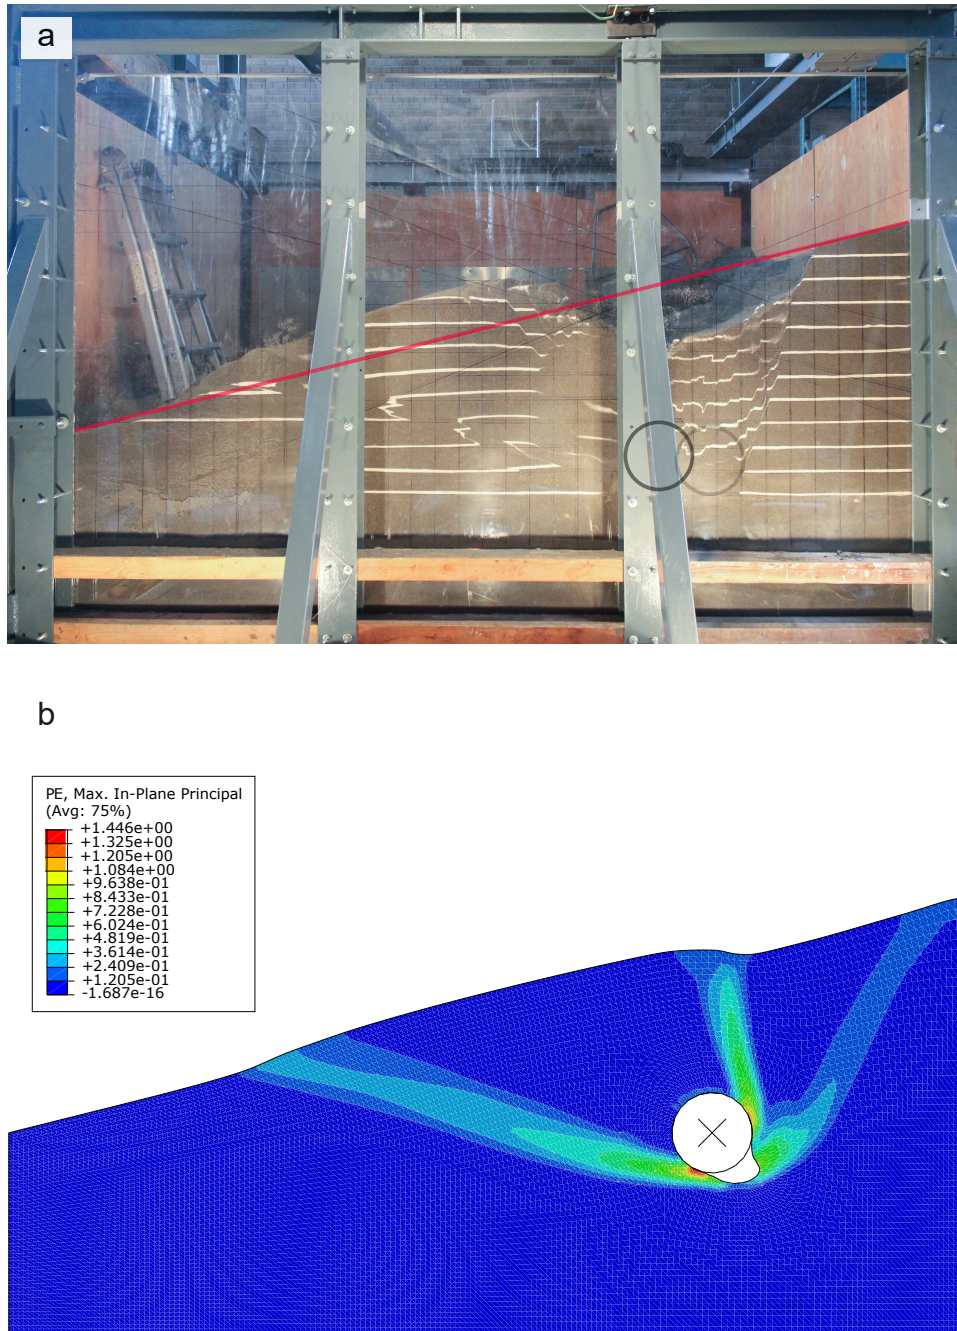 a
b
PE, Max. In-Plane Principal
(Avg: 75%)
+1.446e+00
+1.325e+00
+1.205e+00
+1.084e+00
+9.638e-01
+8.433e-01
+7.228e-01
+6.024e-01
+4.819e-01
+3.614e-01
+2.409e-01
+1.205e-01
-1.687e-16